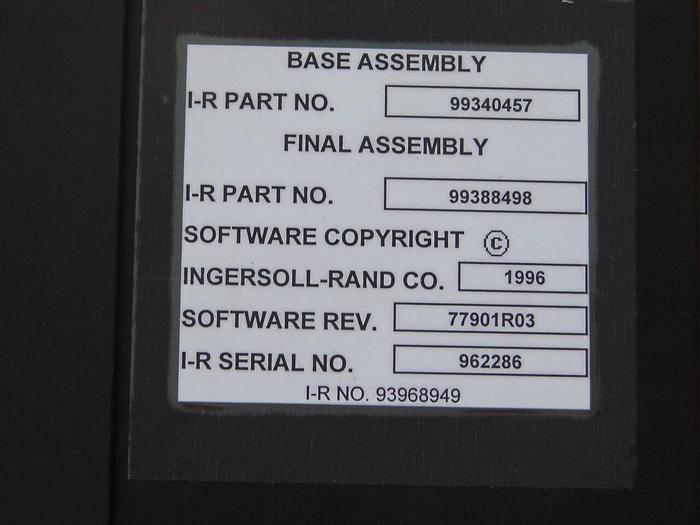 BASE ASSEMBLY
I-R PART NO. 99340457
FINAL ASSEMBLY
I-R PART NO. 99388498
SOFTWARE COPYRIGHT ©
INGERSOLL-RAND CO. 1996
SOFTWARE REV. 77901R03
I-R SERIAL NO. 962286
I-R NO. 93968949